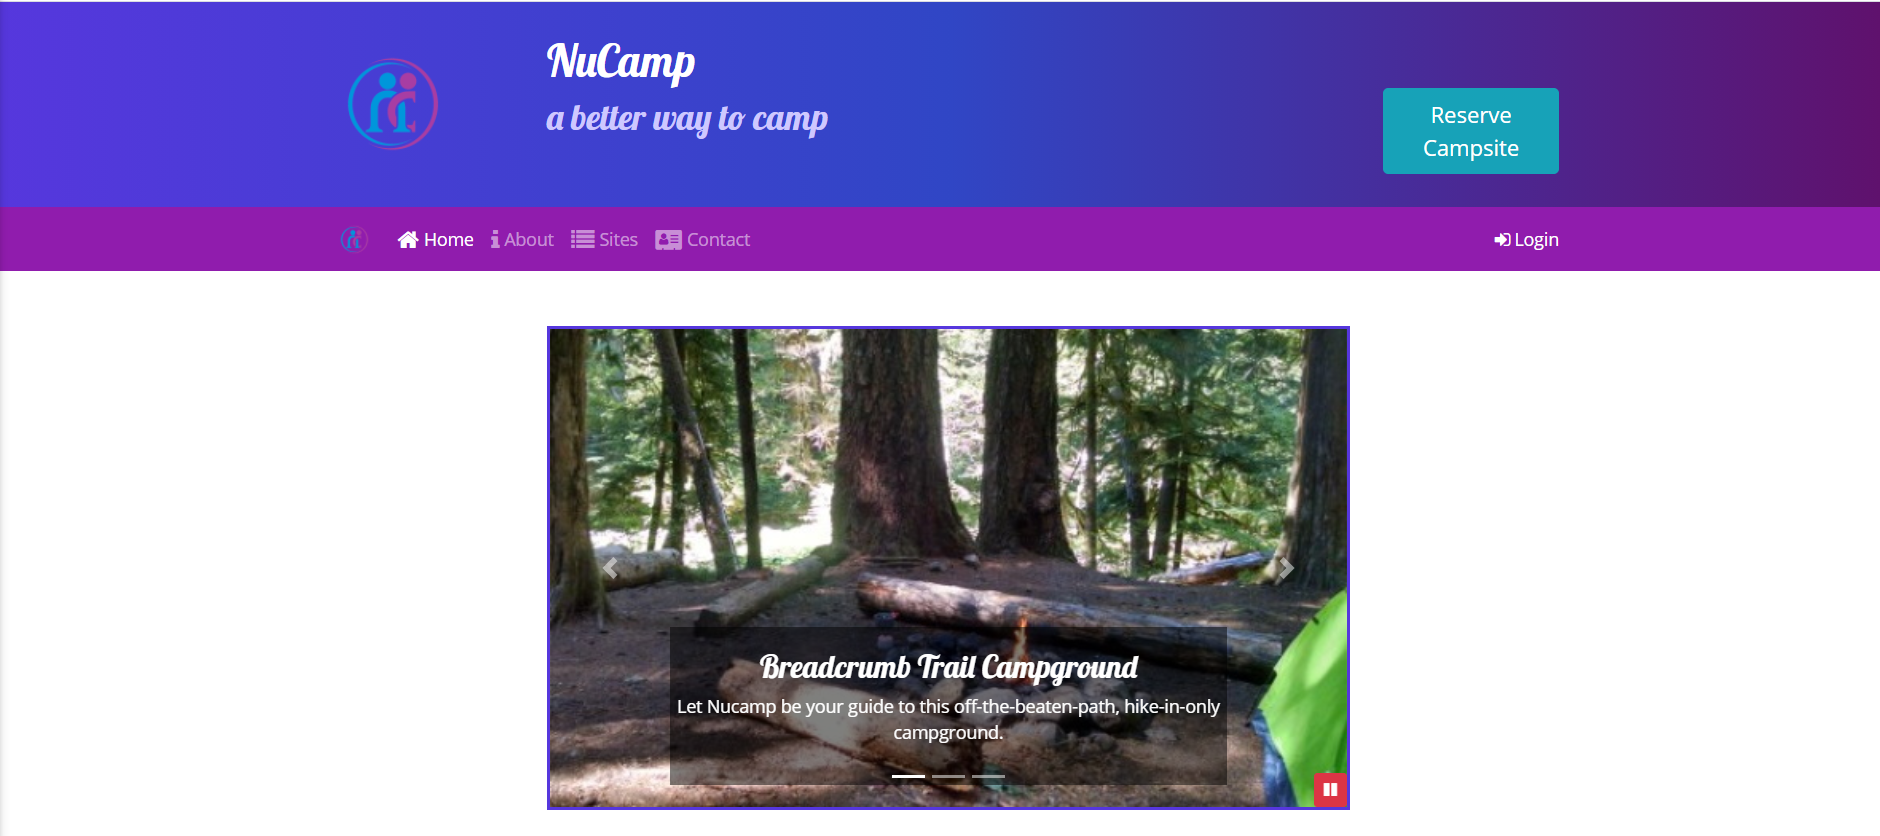 NuCamp
a better way to camp
Reserve
Campsite
Home About Sites Contact
Login
Breadcrumb Trail Campground
Let Nucamp be your guide to this off-the-beaten-path, hike-in-only
campground.